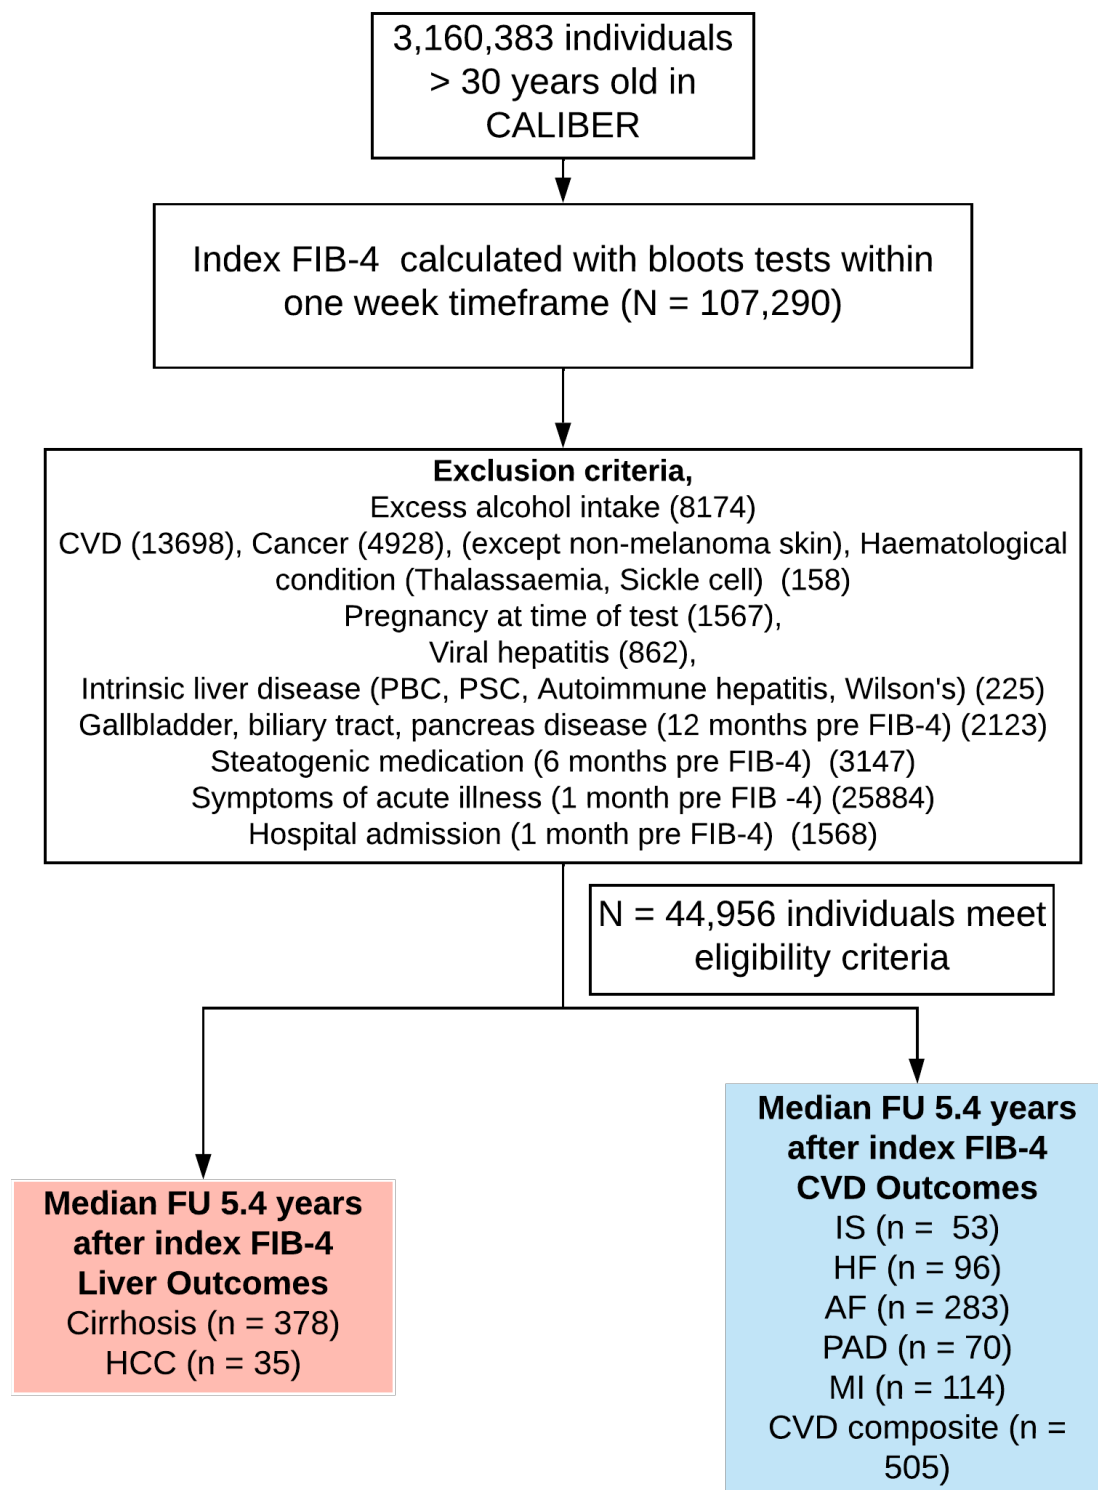 3,160,383 individuals
> 30 years old in
CALIBER
Index FIB-4 calculated with bloots tests within
one week timeframe (N = 107,290)
Exclusion criteria,
Excess alcohol intake (8174)
CVD (13698), Cancer (4928), (except non-melanoma skin), Haematological
condition (Thalassaemia, Sickle cell) (158)
Pregnancy at time of test (1567),
Viral hepatitis (862),
Intrinsic liver disease (PBC, PSC, Autoimmune hepatitis, Wilson's) (225)
Gallbladder, biliary tract, pancreas disease (12 months pre FIB-4) (2123)
Steatogenic medication (6 months pre FIB-4) (3147)
Symptoms of acute illness (1 month pre FIB -4) (25884)
Hospital admission (1 month pre FIB-4) (1568)
N = 44,956 individuals meet
eligibility criteria
Median FU 5.4 years
after index FIB-4
Liver Outcomes
Cirrhosis (n = 378)
HCC (n = 35)
Median FU 5.4 years
after index FIB-4
CVD Outcomes
IS (n = 53)
HF (n = 96)
AF (n = 283)
PAD (n = 70)
MI (n = 114)
CVD composite (n =
505)